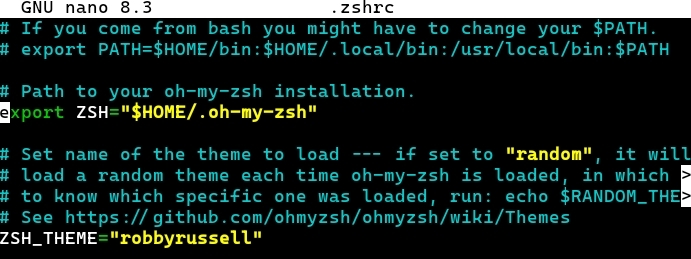 GNU nano 8.3 .zshrc
# If you come from bash you might have to change your $PATH.
# export PATH=$HOME/bin:$HOME/.local/bin:/usr/local/bin:$PATH
# Path to your oh-my-zsh installation.
export ZSH="$HOME/.oh-my-zsh"
# Set name of the theme to load --- if set to "random", it will
# load a random theme each time oh-my-zsh is loaded, in which >
# to know which specific one was loaded, run: echo $RANDOM_THE>
# See https://github.com/ohmyzsh/ohmyzsh/wiki/Themes
ZSH_THEME="robbyrussell"